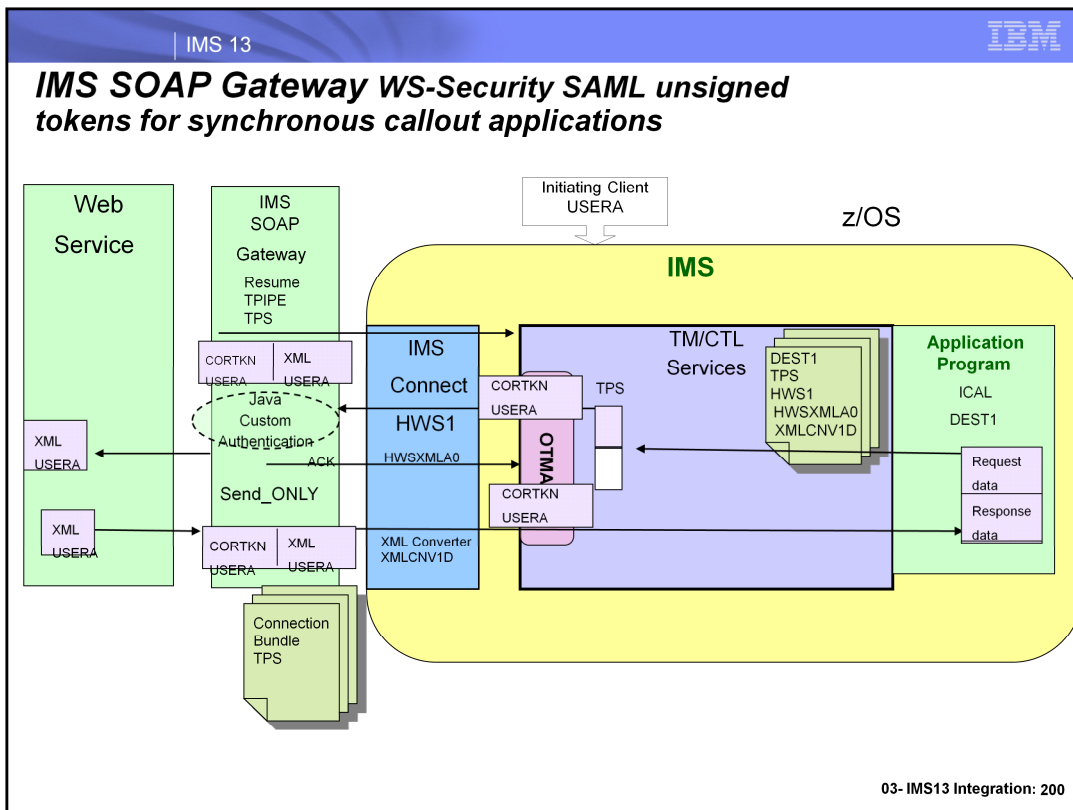 IMS 13
IBM
IMS SOAP Gateway WS-Security SAML unsigned
tokens for synchronous callout applications
Web
Service
IMS
SOAP
Gateway
Resume
TPIPE
TPS
Initiating Client
USERA
z/OS
IMS
CORTKN
USERA
XML
USERA
Java
Custom
Authentication
ACK
Send_ONLY
XML
USERA
XML
USERA
CORTKN
USERA
XML
USERA
Connection
Bundle
TPS
IMS
Connect
HWS1
HWSXMLA0
XML Converter
XMLCNV1D
CORTKN
USERA
OTMA
CORTKN
USERA
TPS
TM/CTL
Services
DEST1
TPS
HWS1
HWSXMLA0
XMLCNV1D
Application
Program
ICAL
DEST1
Request
data
Response
data
03- IMS13 Integration: 200